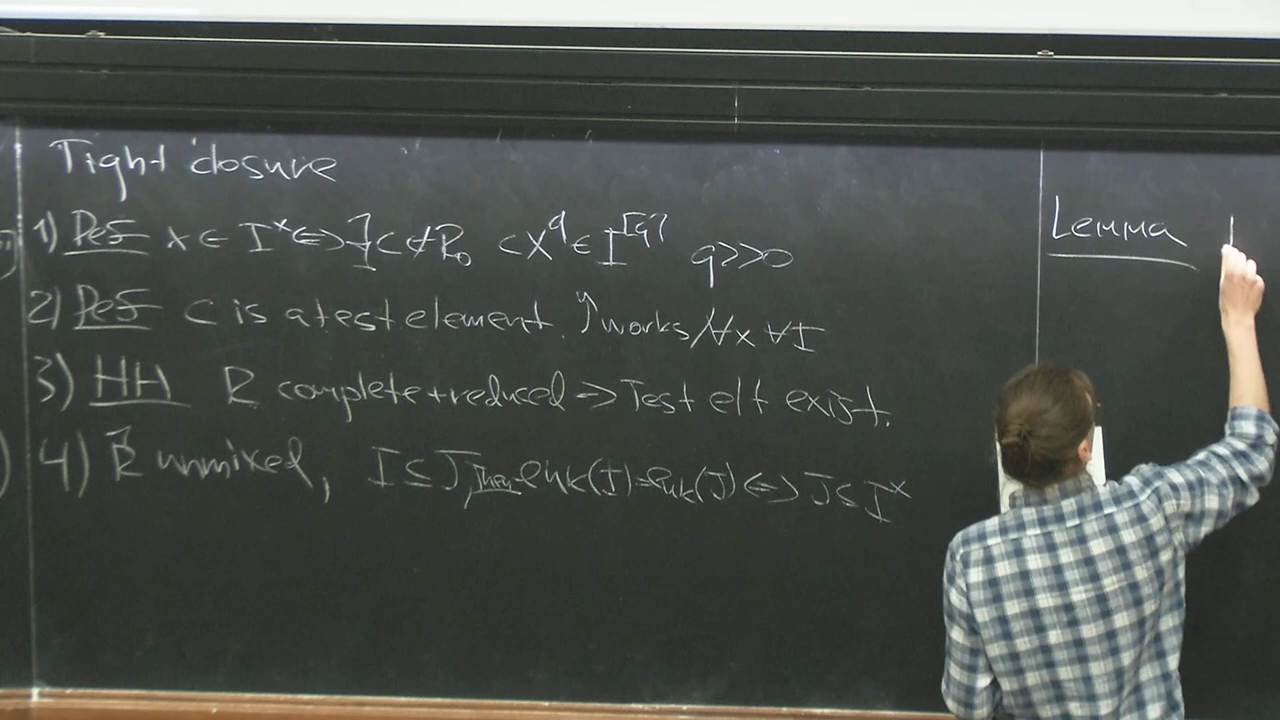 Tight closure
1) Def x ∈ I^* ⇔ ∃ c ∉ P_0 cx^q ∈ I^[q] q>>0
2) Def c is a test element. ↑ works ∀x ∀I
3) HH R complete+reduced => Test elt exist.
4) R̂ unmixed, I ⊆ J, then e_HK(I) = e_HK(J) ⇔ J ⊆ I^*
Lemma